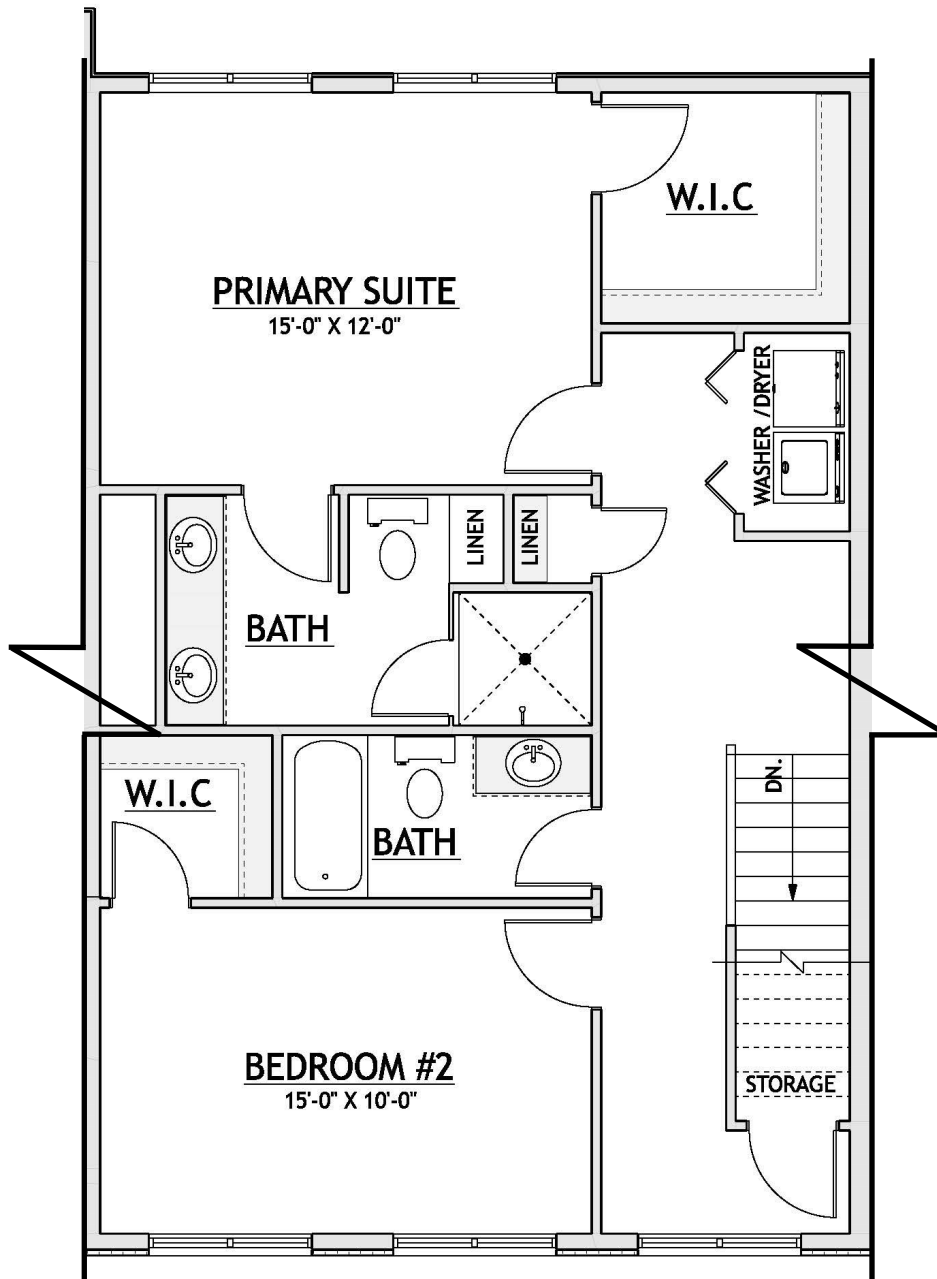 W.I.C
PRIMARY SUITE
15'-0" X 12'-0"
WASHER /DRYER
LINEN
LINEN
BATH
DN.
W.I.C
BATH
BEDROOM #2
15'-0" X 10'-0"
STORAGE